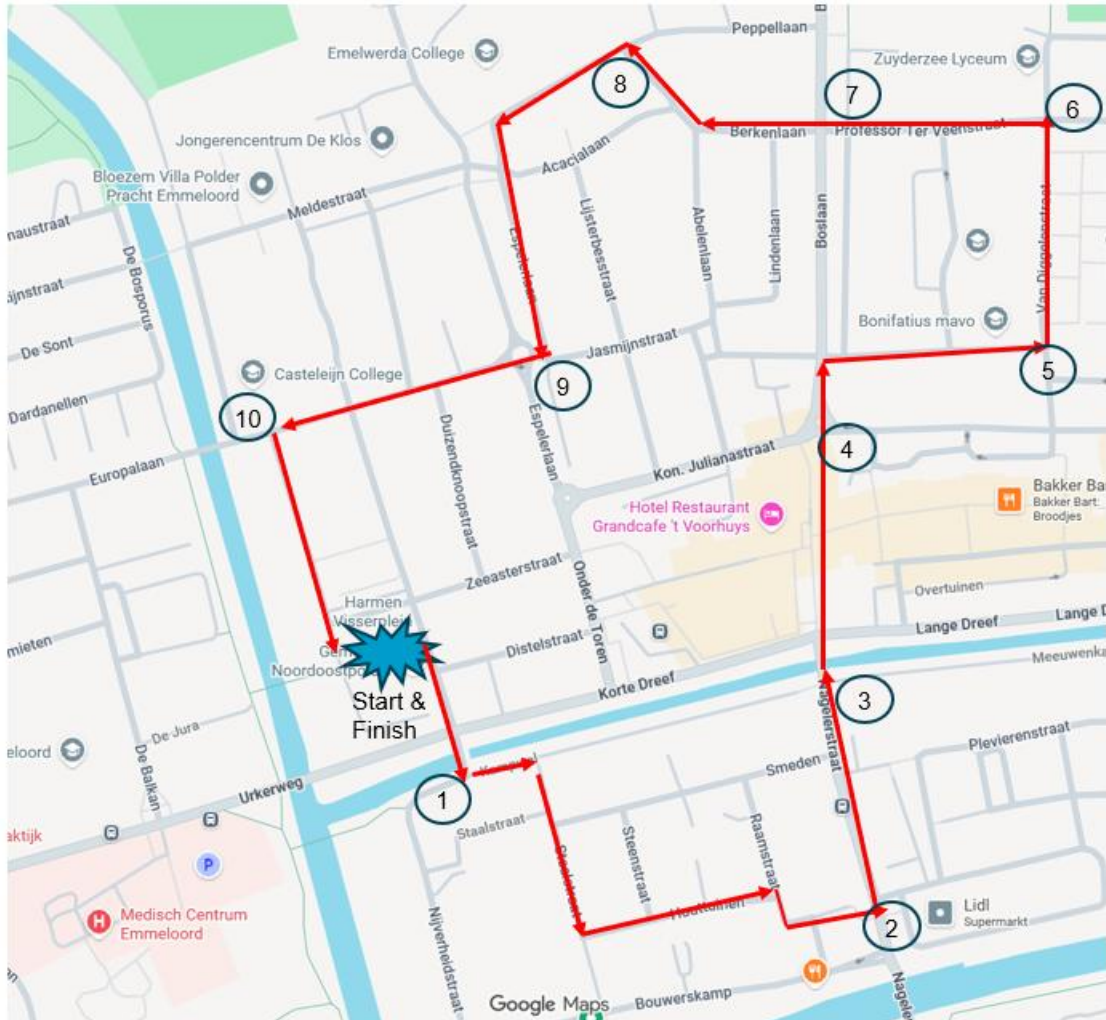 Peppellaan
Emelwerda College
Zuyderzee Lyceum
8
7
6
Berkenlaan
Professor Ter Veenstraat
Jongerencentrum De Klos
Acacialaan
Bloezem Villa Polder
Pracht Emmeloord
Meldestraat
Lijsterbesstraat
Abelenlaan
Lindenlaan
Boslaan
Van Diggelenstraat
Espelerlaan
De Bosporus
De Sont
Bonifatius mavo
Jasmijnstraat
Casteleijn College
Dardanellen
9
5
10
Duizendknoopstraat
Espelerlaan
Kon. Julianastraat
4
Europalaan
Hotel Restaurant
Grandcafe 't Voorhuys
Bakker Bar
Bakker Bart:
Broodjes
Zeeasterstraat
Onder de Toren
Overtuinen
Harmen
Visserplein
Distelstraat
Lange Dreef
Lange D
mieten
Noordoostpo
Start &
Finish
Korte Dreef
Meeuwenka
3
Nagelerstraat
De Jura
eloord
De Balkan
Plevierenstraat
Smeden
Urkerweg
1
Staalstraat
Steenstraat
Raamstraat
aktijk
P
Houttuinen
H
Medisch Centrum
Emmeloord
Nijverheidstraat
2
Lidl
Supermarkt
Google Maps
Bouwerskamp
Nagele